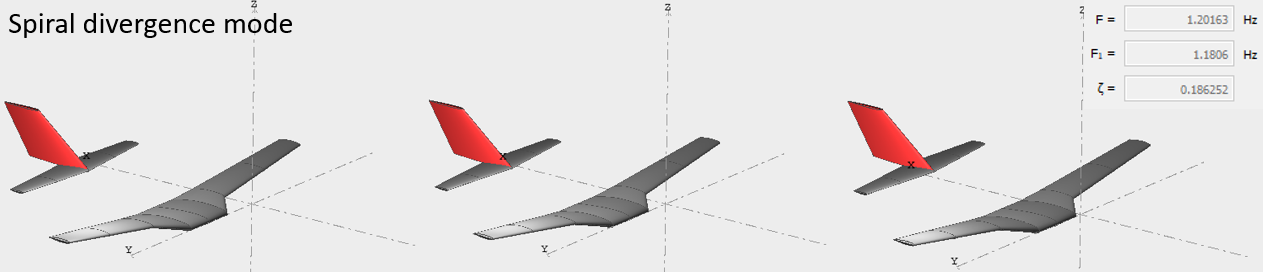 Spiral divergence mode
z
z
z
F = 1.20163 Hz
F₁ = 1.1806 Hz
ζ = 0.186252
X
X
X
Y
Y
Y